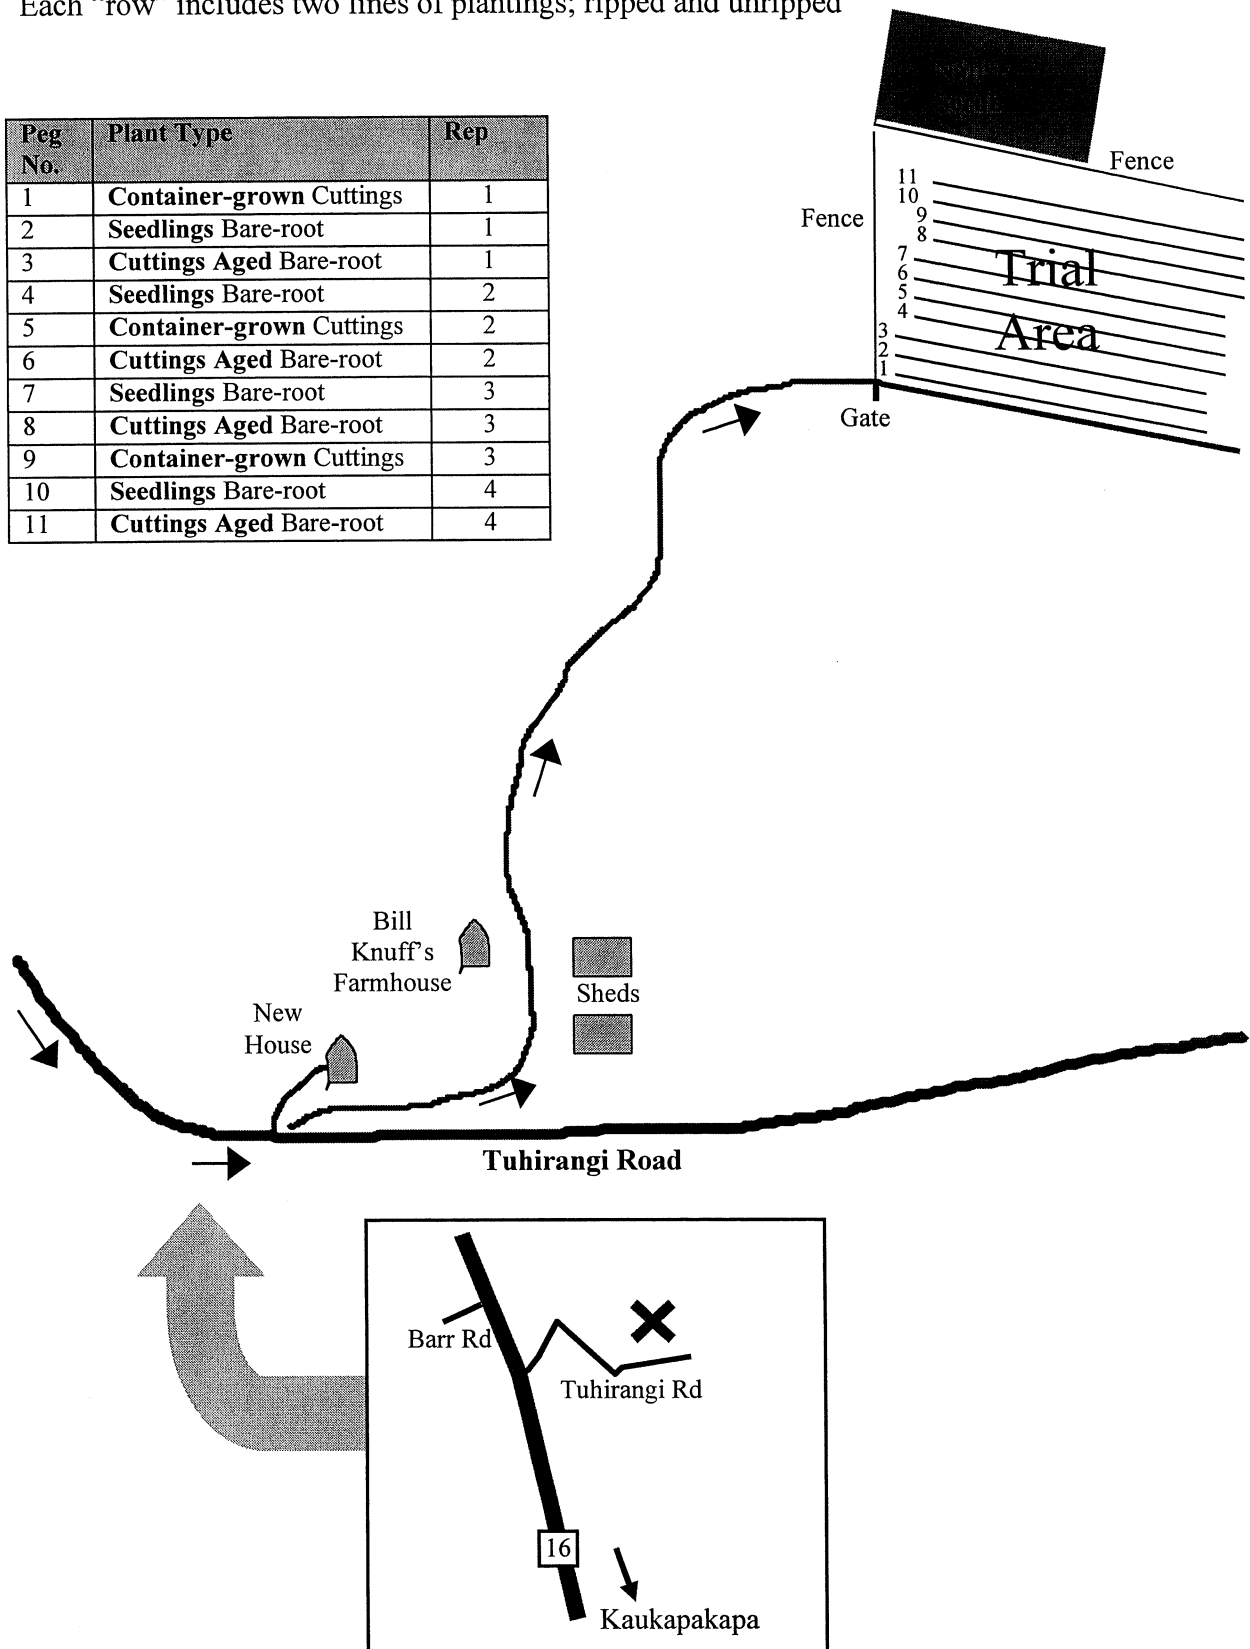 Each "row" includes two lines of plantings; ripped and unripped
Peg No. Plant Type Rep
1 Container-grown Cuttings 1
2 Seedlings Bare-root 1
3 Cuttings Aged Bare-root 1
4 Seedlings Bare-root 2
5 Container-grown Cuttings 2
6 Cuttings Aged Bare-root 2
7 Seedlings Bare-root 3
8 Cuttings Aged Bare-root 3
9 Container-grown Cuttings 3
10 Seedlings Bare-root 4
11 Cuttings Aged Bare-root 4
Fence
Fence
11
10
9
8
7
6
5
4
3
2
1
Trial
Area
Gate
Bill
Knuff's
Farmhouse
Sheds
New
House
Tuhirangi Road
Barr Rd
Tuhirangi Rd
16
Kaukapakapa